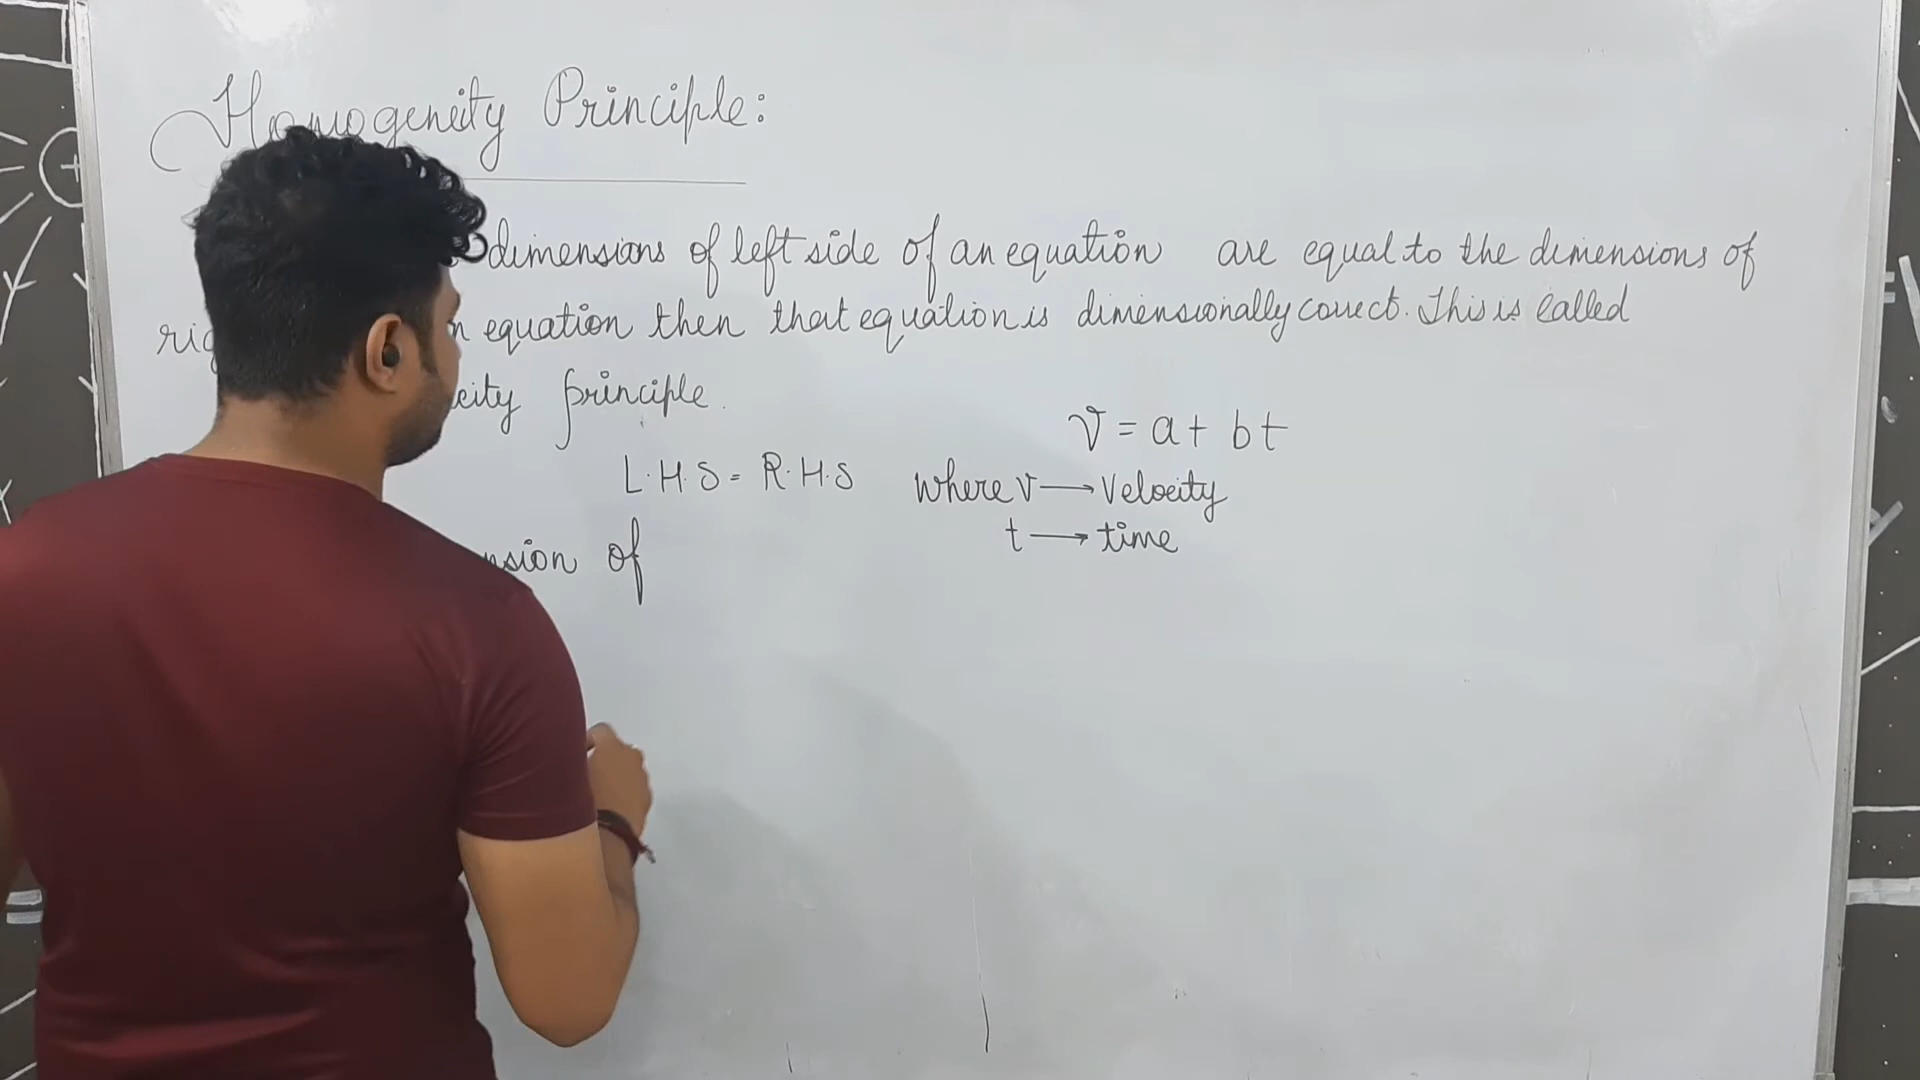 Homogeneity Principle:
dimensions of left side of an equation are equal to the dimensions of
equation then that equation is dimensionally correct. This is called
principle.
V = a + bt
L.H.S = R.H.S where v → Velocity
t → time
of